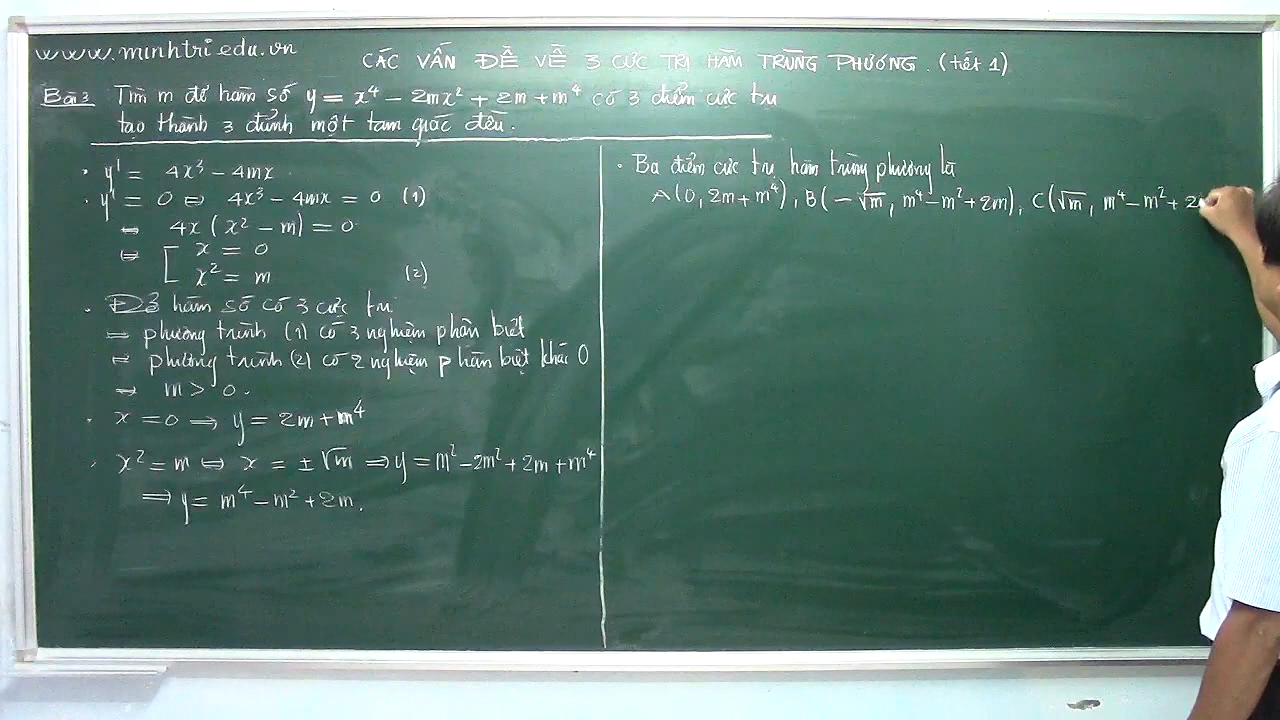 www.minhtriedu.vn
CÁC VẤN ĐỀ VỀ 3 CỰC TRỊ HÀM TRÙNG PHƯƠNG. (tiết 1)
Bài 3 Tìm m để hàm số y = x⁴ - 2mx² + 2m + m⁴ có 3 điểm cực trị
tạo thành 3 đỉnh một tam giác đều.
• y' = 4x³ - 4mx
• y' = 0 ⇔ 4x³ - 4mx = 0 (1)
⇔ 4x(x² - m) = 0
⇔ [ x = 0
x² = m (2)
• Để hàm số có 3 cực trị
⇔ phương trình (1) có 3 nghiệm phân biệt
⇔ phương trình (2) có 2 nghiệm phân biệt khác 0
⇔ m > 0.
• x = 0 ⇒ y = 2m + m⁴
• x² = m ⇔ x = ± √m ⇒ y = m² - 2m² + 2m + m⁴
⇒ y = m⁴ - m² + 2m.
• Ba điểm cực trị hàm trùng phương là
A(0, 2m + m⁴), B(-√m, m⁴ - m² + 2m), C(√m, m⁴ - m² + 2